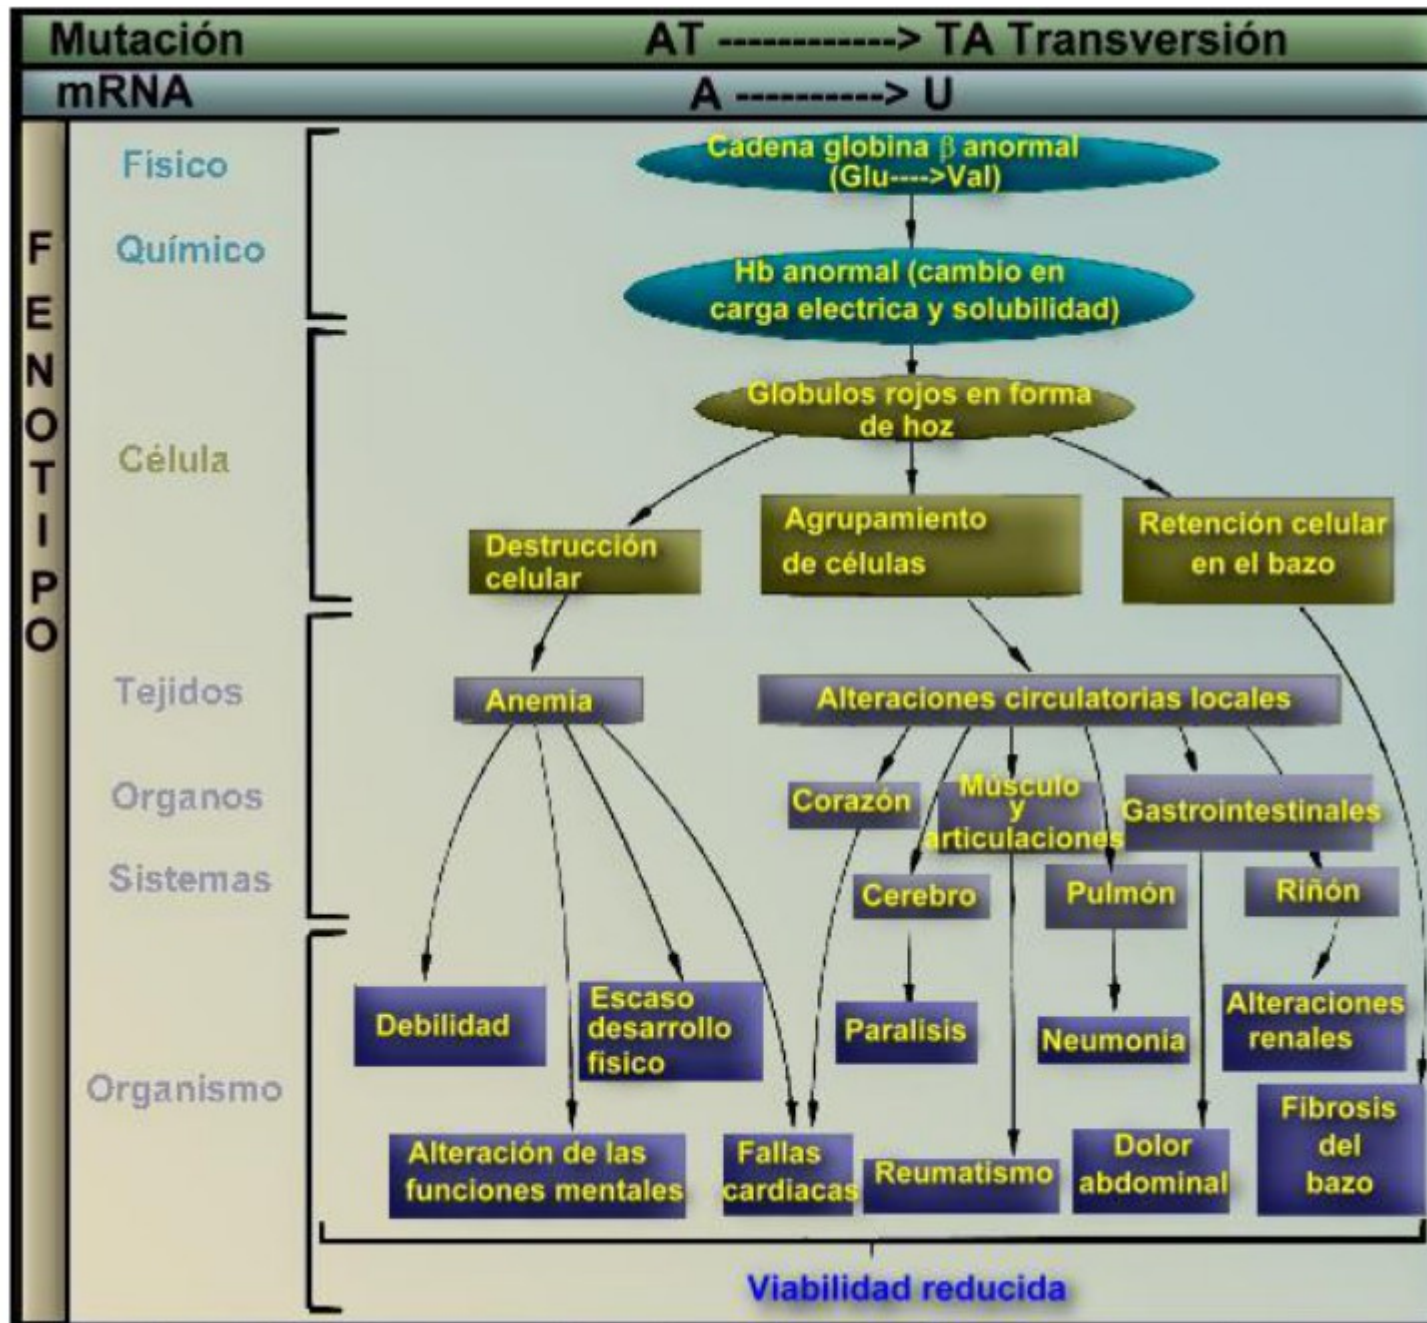 Mutación AT ------------> TA Transversión
mRNA A ----------> U
FENOTIPO
Físico
Químico
Célula
Tejidos
Organos
Sistemas
Organismo
Cadena globina β anormal
(Glu---->Val)
Hb anormal (cambio en
carga electrica y solubilidad)
Globulos rojos en forma
de hoz
Destrucción
celular
Agrupamiento
de células
Retención celular
en el bazo
Anemia
Alteraciones circulatorias locales
Corazón
Músculo
y
articulaciones
Gastrointestinales
Cerebro
Pulmón
Riñón
Debilidad
Escaso
desarrollo
físico
Paralisis
Neumonia
Alteraciones
renales
Alteración de las
funciones mentales
Fallas
cardiacas
Reumatismo
Dolor
abdominal
Fibrosis
del
bazo
Viabilidad reducida